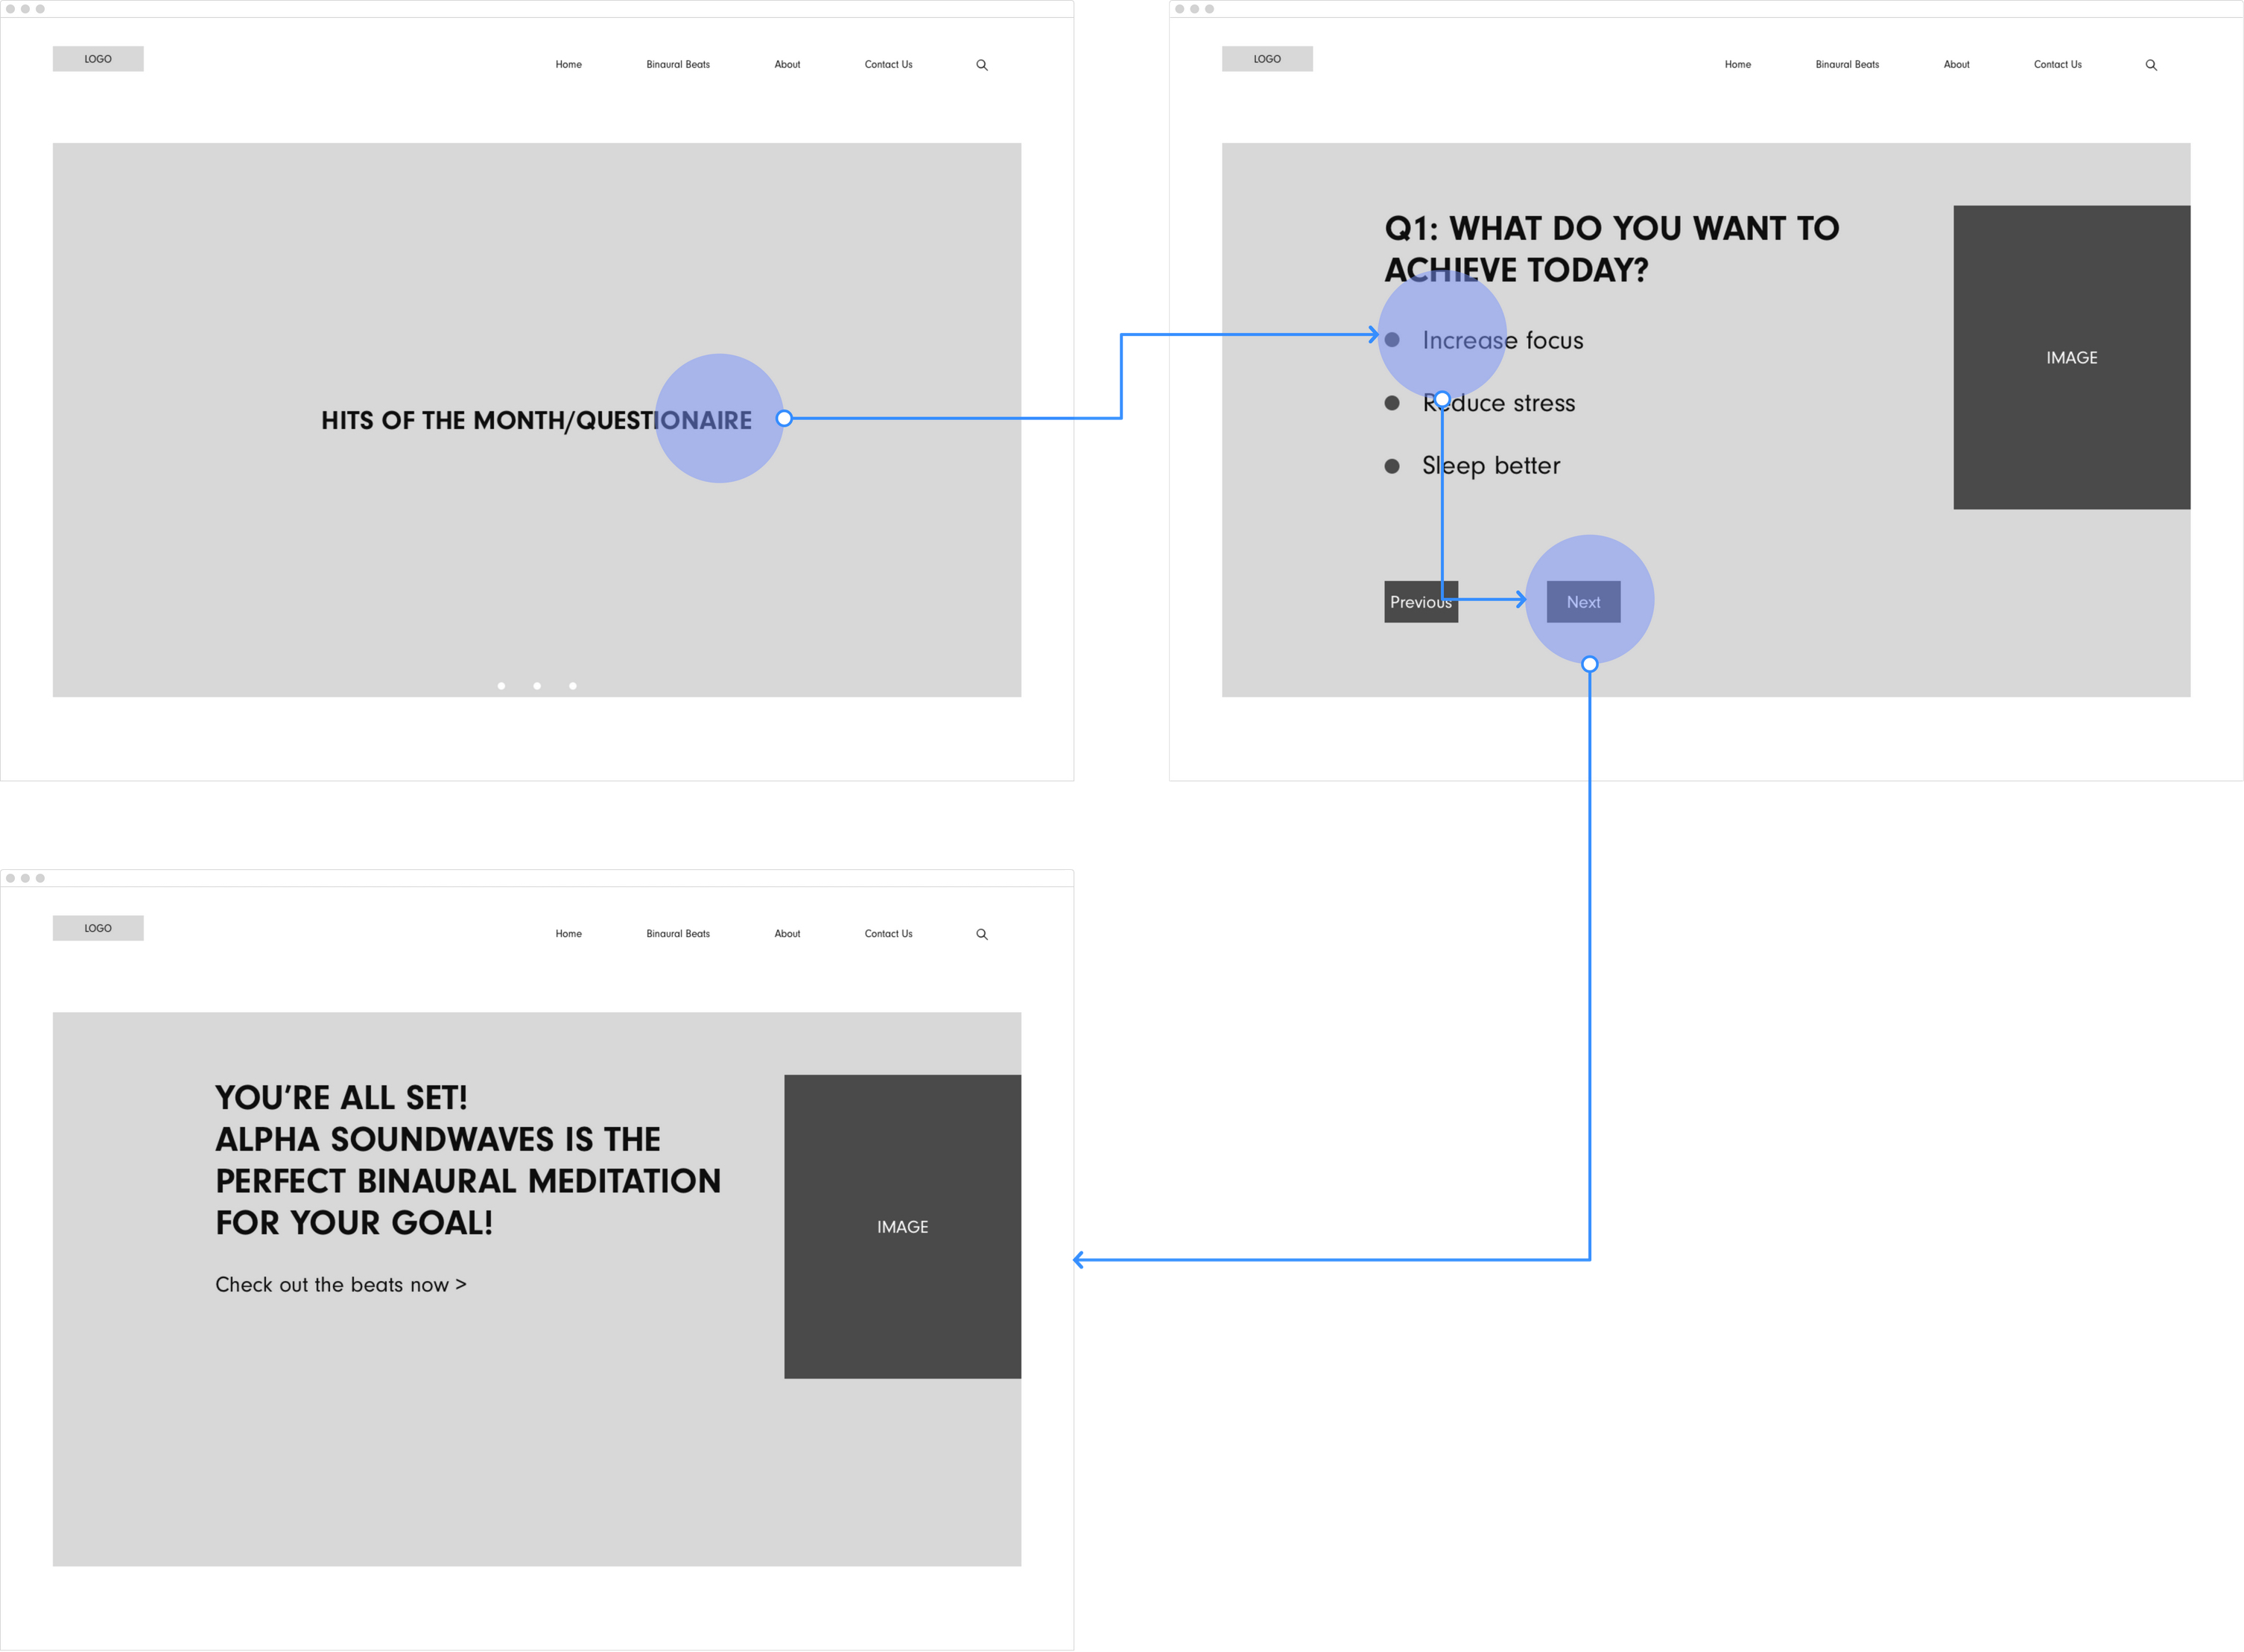 LOGO
Home Binaural Beats About Contact Us
HITS OF THE MONTH/QUESTIONAIRE
LOGO
Home Binaural Beats About Contact Us
Q1: WHAT DO YOU WANT TO
ACHIEVE TODAY?
Increase focus
Reduce stress
Sleep better
IMAGE
Previous Next
LOGO
Home Binaural Beats About Contact Us
YOU’RE ALL SET!
ALPHA SOUNDWAVES IS THE
PERFECT BINAURAL MEDITATION
FOR YOUR GOAL!
Check out the beats now >
IMAGE